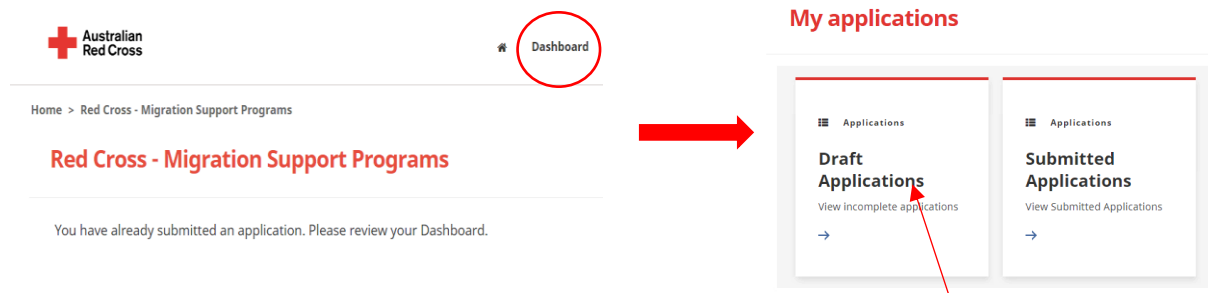 Australian
Red Cross
Dashboard
Home > Red Cross - Migration Support Programs
Red Cross - Migration Support Programs
You have already submitted an application. Please review your Dashboard.
My applications
Applications
Draft
Applications
View incomplete applications
Applications
Submitted
Applications
View Submitted Applications